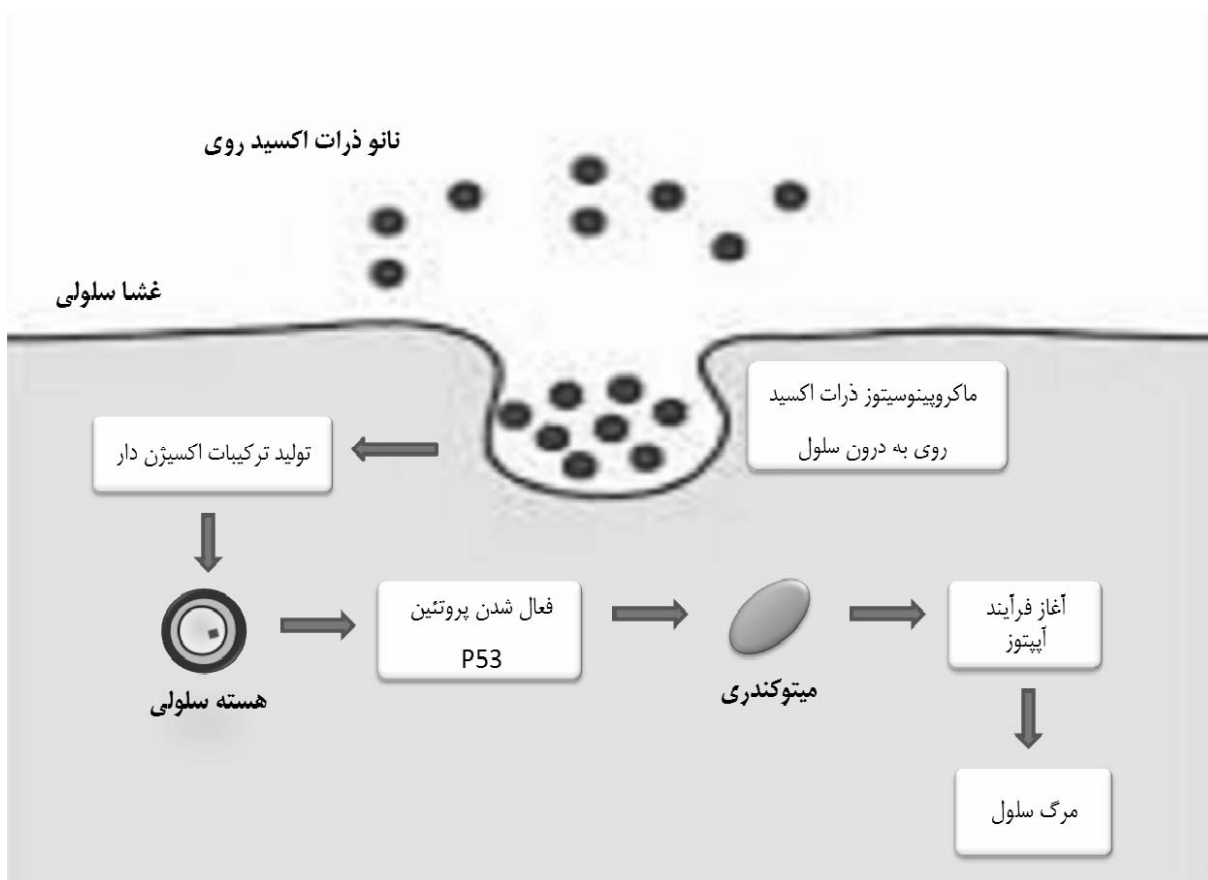 نانو ذرات اکسید روی
غشا سلولی
ماکروپینوسیتوز ذرات اکسید
روی به درون سلول
تولید ترکیبات اکسیژن دار
هسته سلولی
فعال شدن پروتئین
P53
میتوکندری
آغاز فرآیند
آپپتوز
مرگ سلول